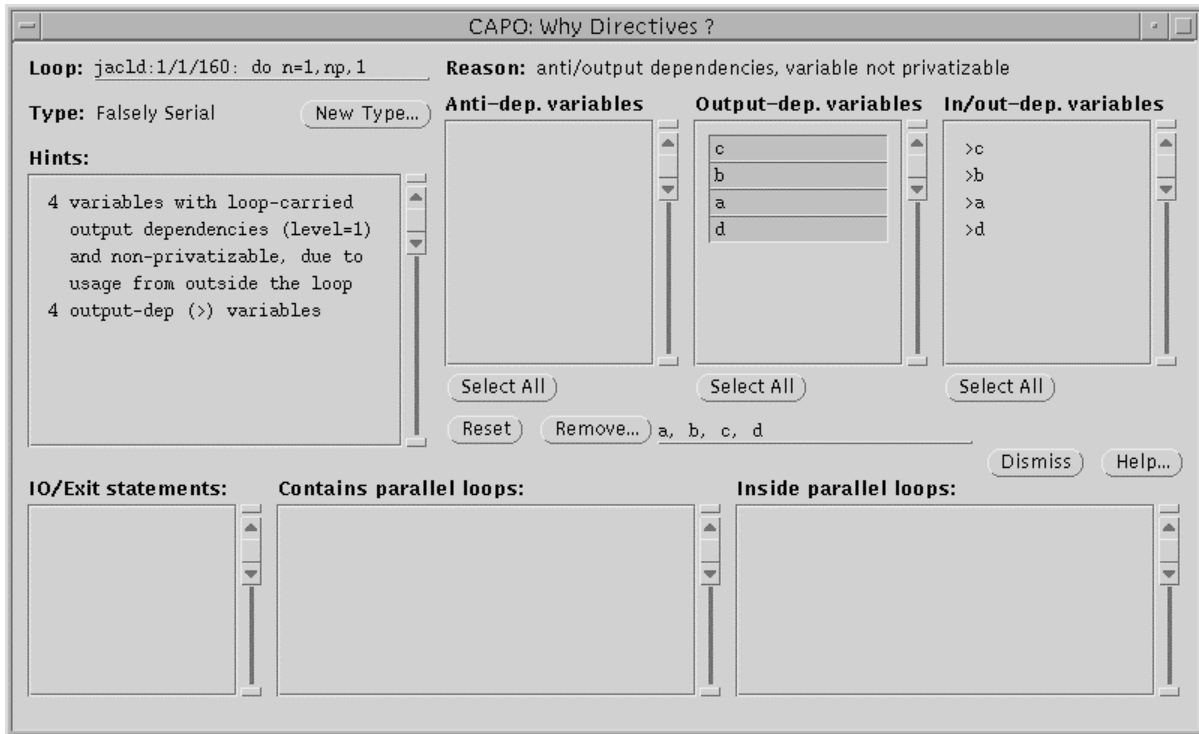 CAPO: Why Directives ?
Loop: jacld:1/1/160: do n=1,np,1
Reason: anti/output dependencies, variable not privatizable
Type: Falsely Serial
New Type...
Hints:
4 variables with loop-carried
output dependencies (level=1)
and non-privatizable, due to
usage from outside the loop
4 output-dep (>) variables
Anti-dep. variables
Select All
Output-dep. variables
c
b
a
d
Select All
In/out-dep. variables
>c
>b
>a
>d
Select All
Reset
Remove...
a, b, c, d
Dismiss
Help...
IO/Exit statements:
Contains parallel loops:
Inside parallel loops: